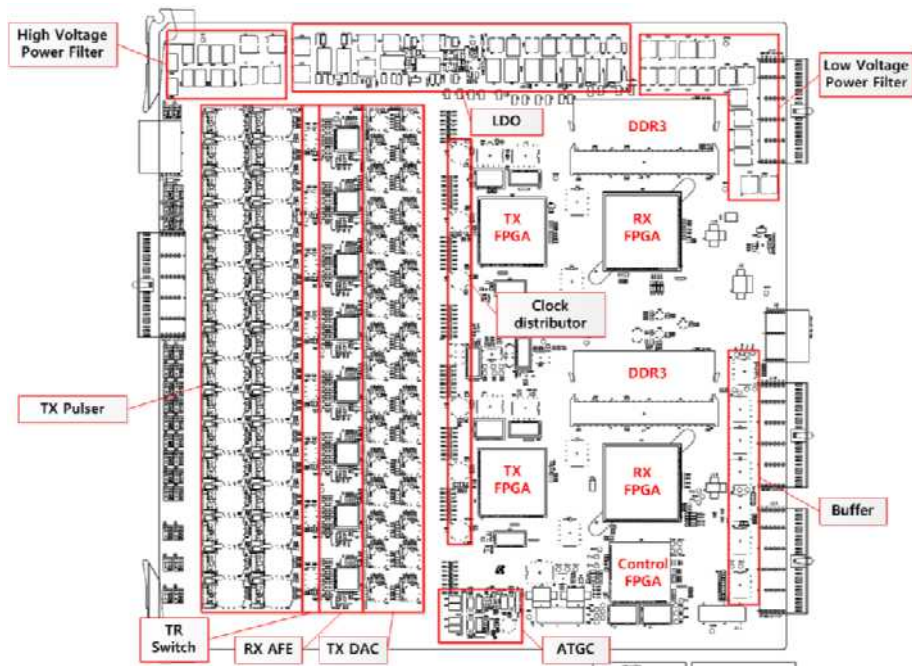 High Voltage
Power Filter
Low Voltage
Power Filter
LDO
DDR3
TX
FPGA
RX
FPGA
Clock
distributor
DDR3
TX Pulser
TX
FPGA
RX
FPGA
Buffer
Control
FPGA
TR
Switch
RX AFE
TX DAC
ATGC